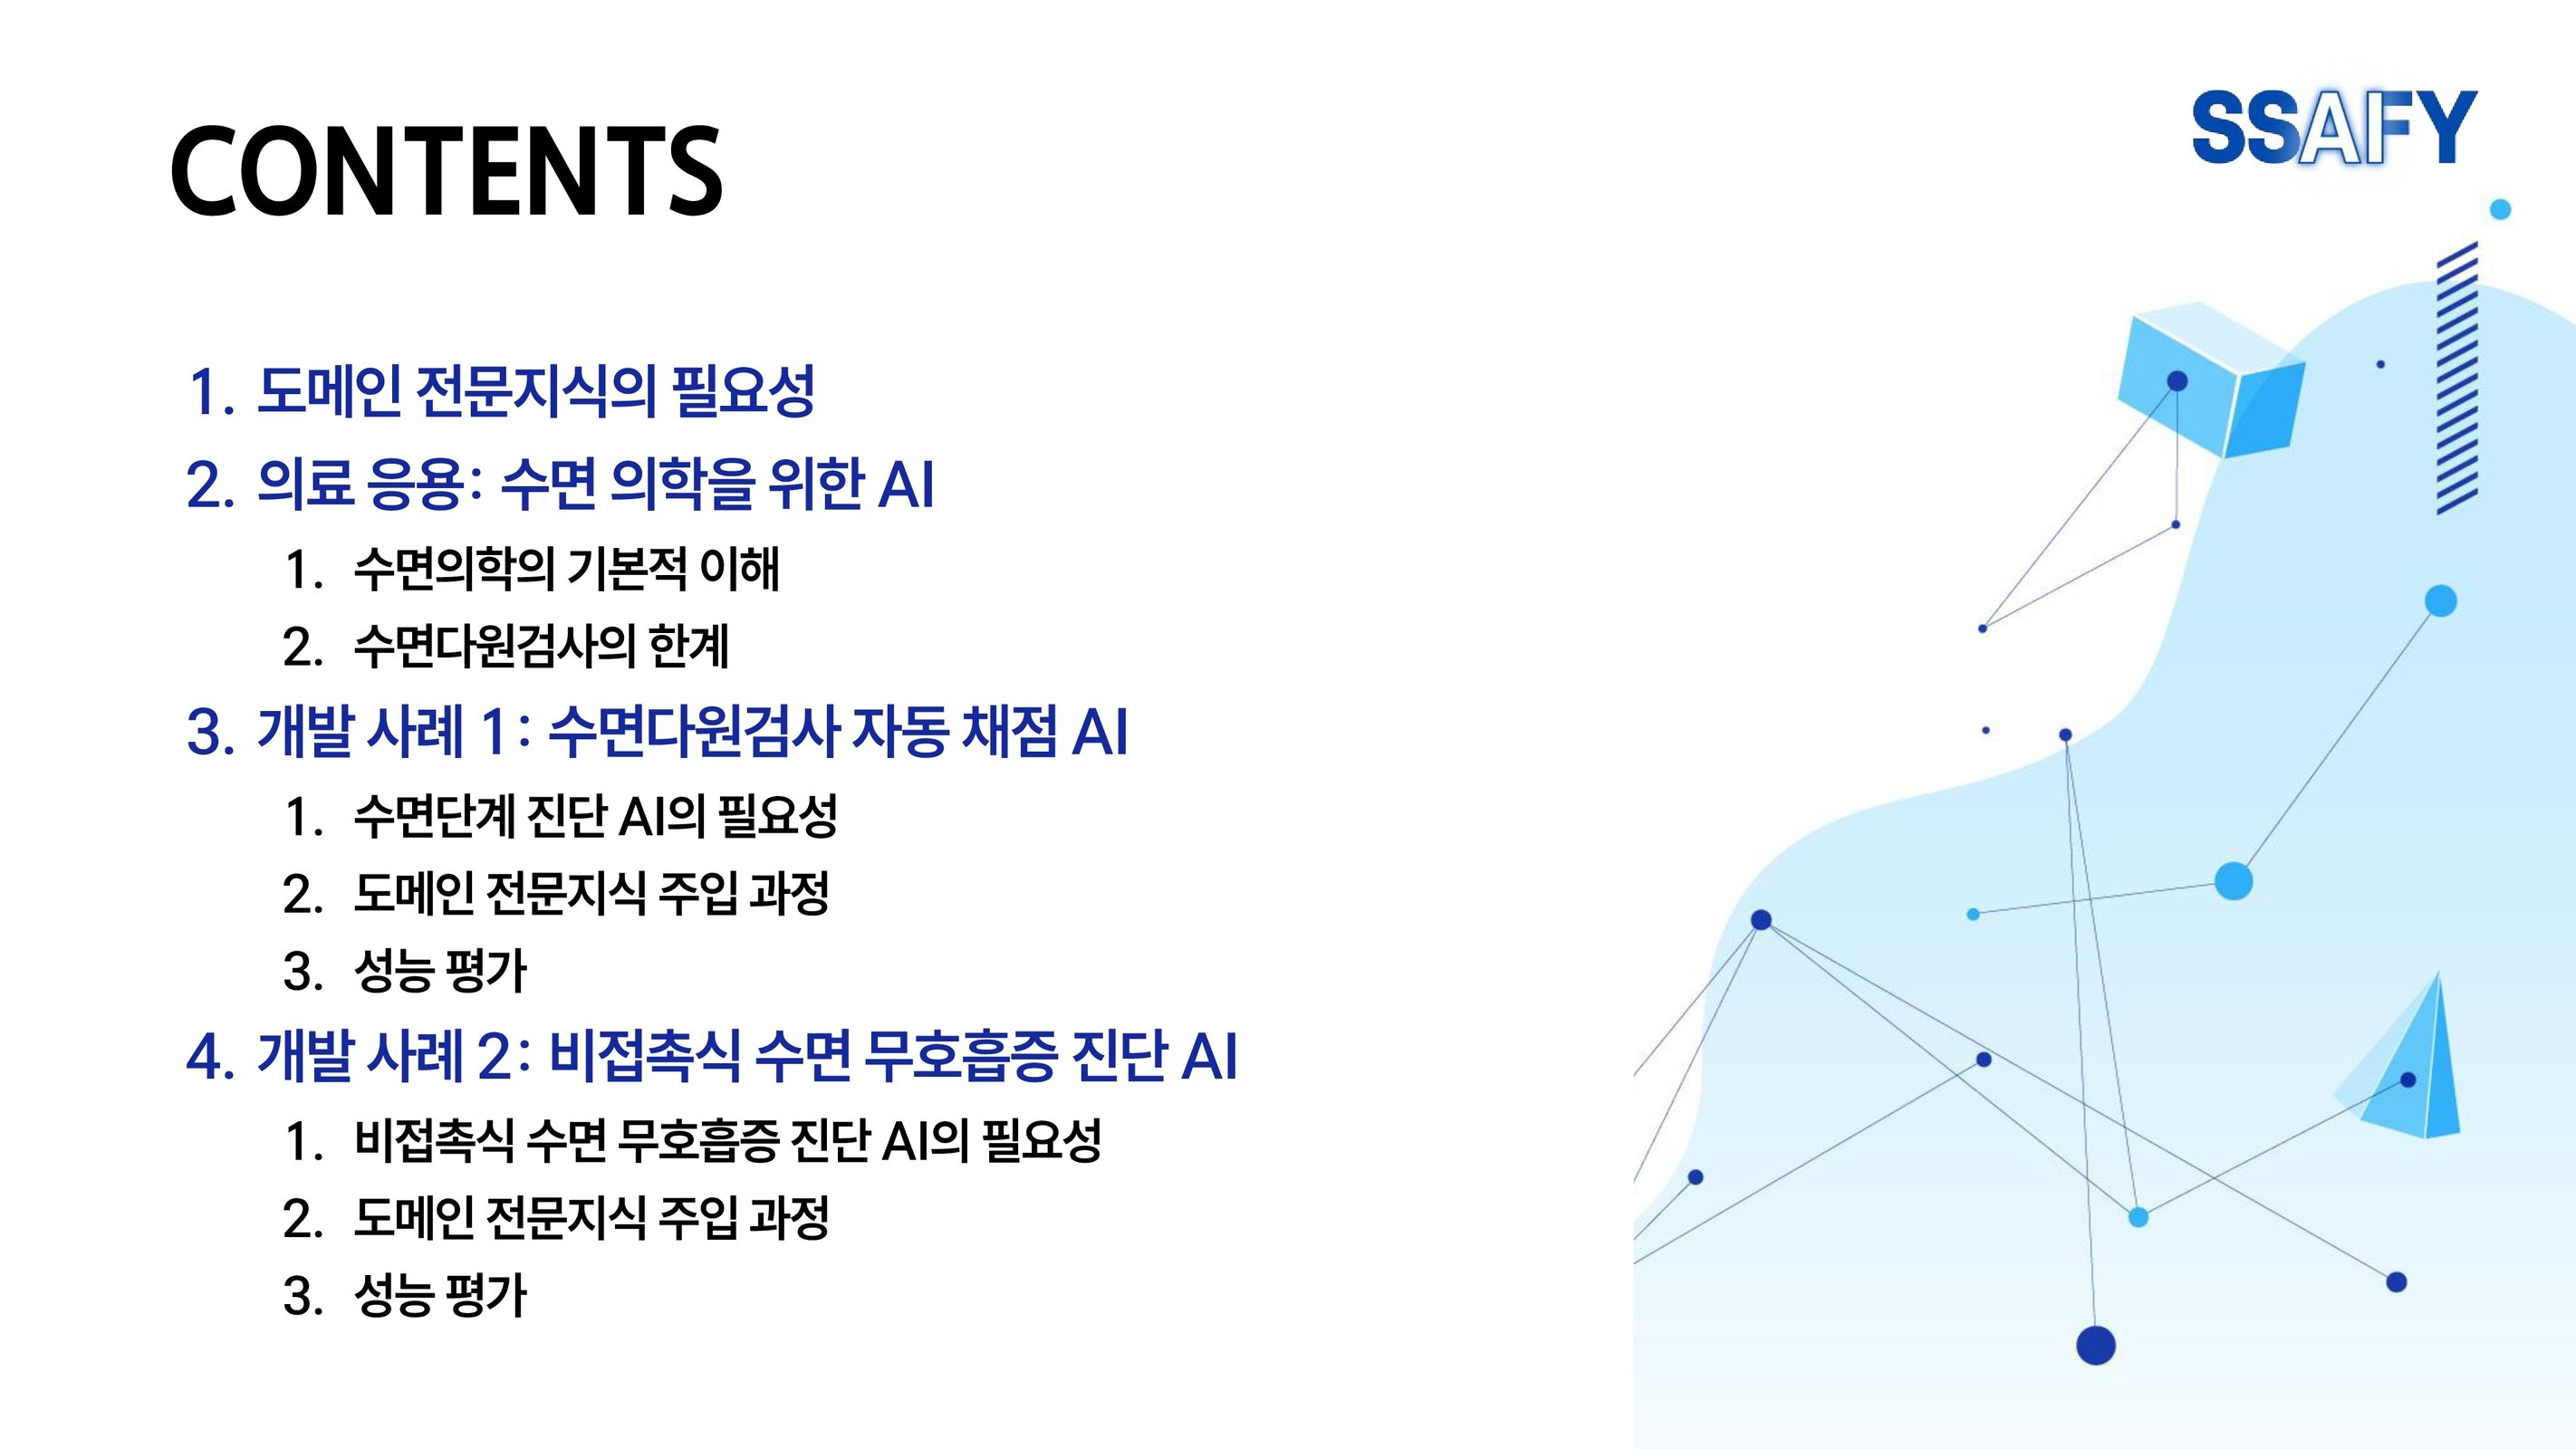 CONTENTS
SSAFY
1. 도메인 전문지식의 필요성
2. 의료 응용: 수면 의학을 위한 AI
1. 수면의학의 기본적 이해
2. 수면다원검사의 한계
3. 개발 사례 1: 수면다원검사 자동 채점 AI
1. 수면단계 진단 AI의 필요성
2. 도메인 전문지식 주입 과정
3. 성능 평가
4. 개발 사례 2: 비접촉식 수면 무호흡증 진단 AI
1. 비접촉식 수면 무호흡증 진단 AI의 필요성
2. 도메인 전문지식 주입 과정
3. 성능 평가